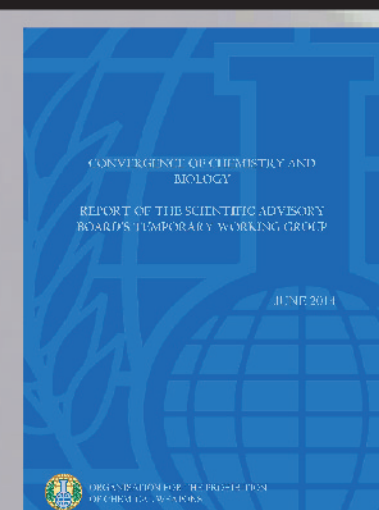 CONVERGENCE OF CHEMISTRY AND
BIOLOGY
REPORT OF THE SCIENTIFIC ADVISORY
BOARD'S TEMPORARY WORKING GROUP
JUNE 2014
ORGANISATION FOR THE PROHIBITION
OF CHEMICAL WEAPONS